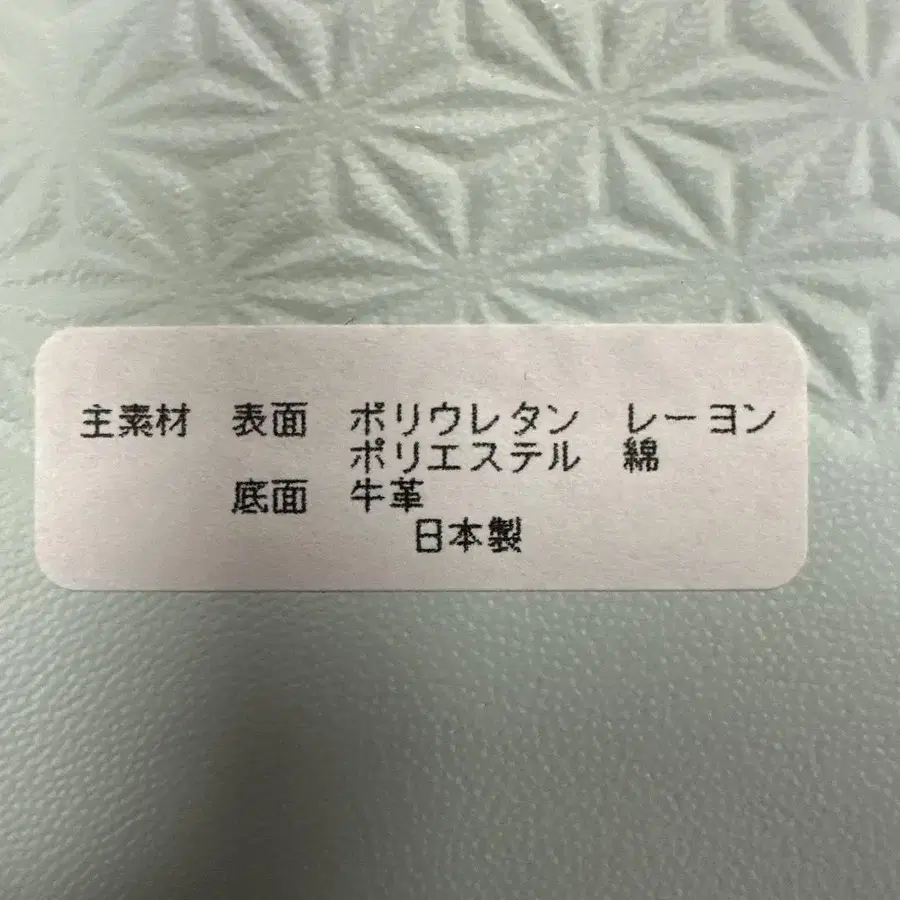 主素材 表面 ポリウレタン レーヨン
ポリエステル 綿
底面 牛革
日本製